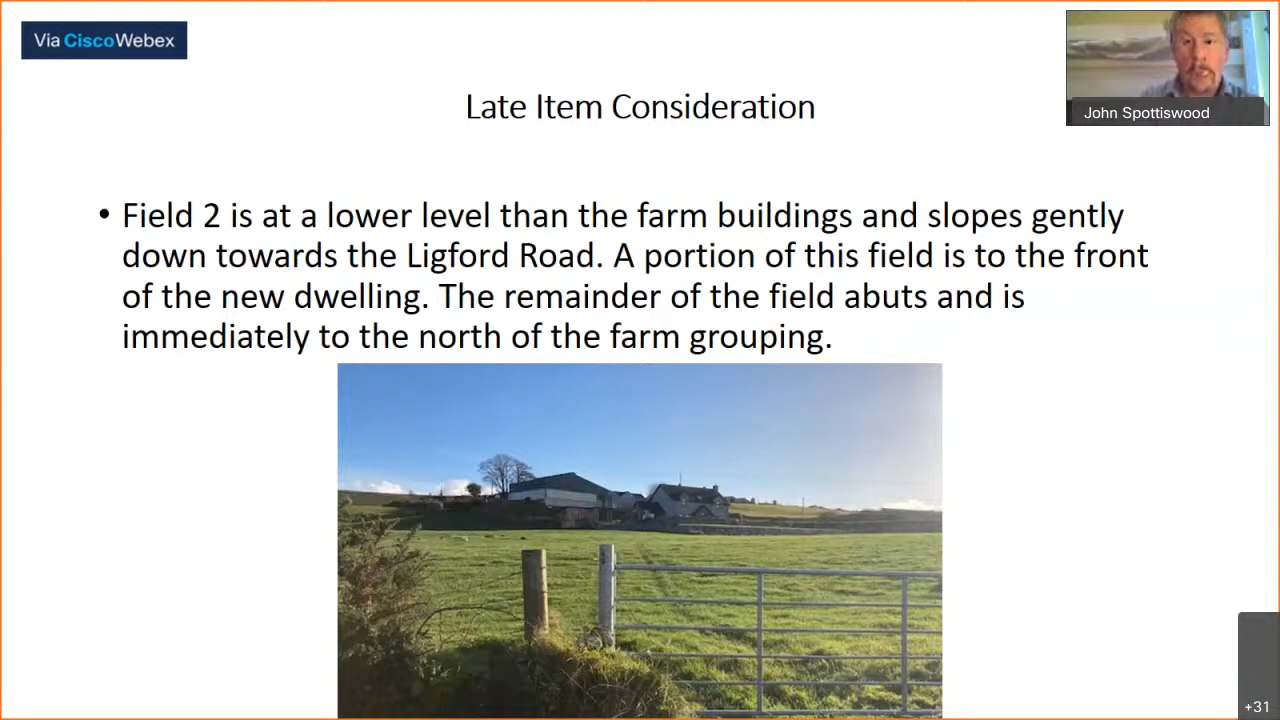 Via CiscoWebex
John Spottiswood
Late Item Consideration
• Field 2 is at a lower level than the farm buildings and slopes gently
down towards the Ligford Road. A portion of this field is to the front
of the new dwelling. The remainder of the field abuts and is
immediately to the north of the farm grouping.
+31